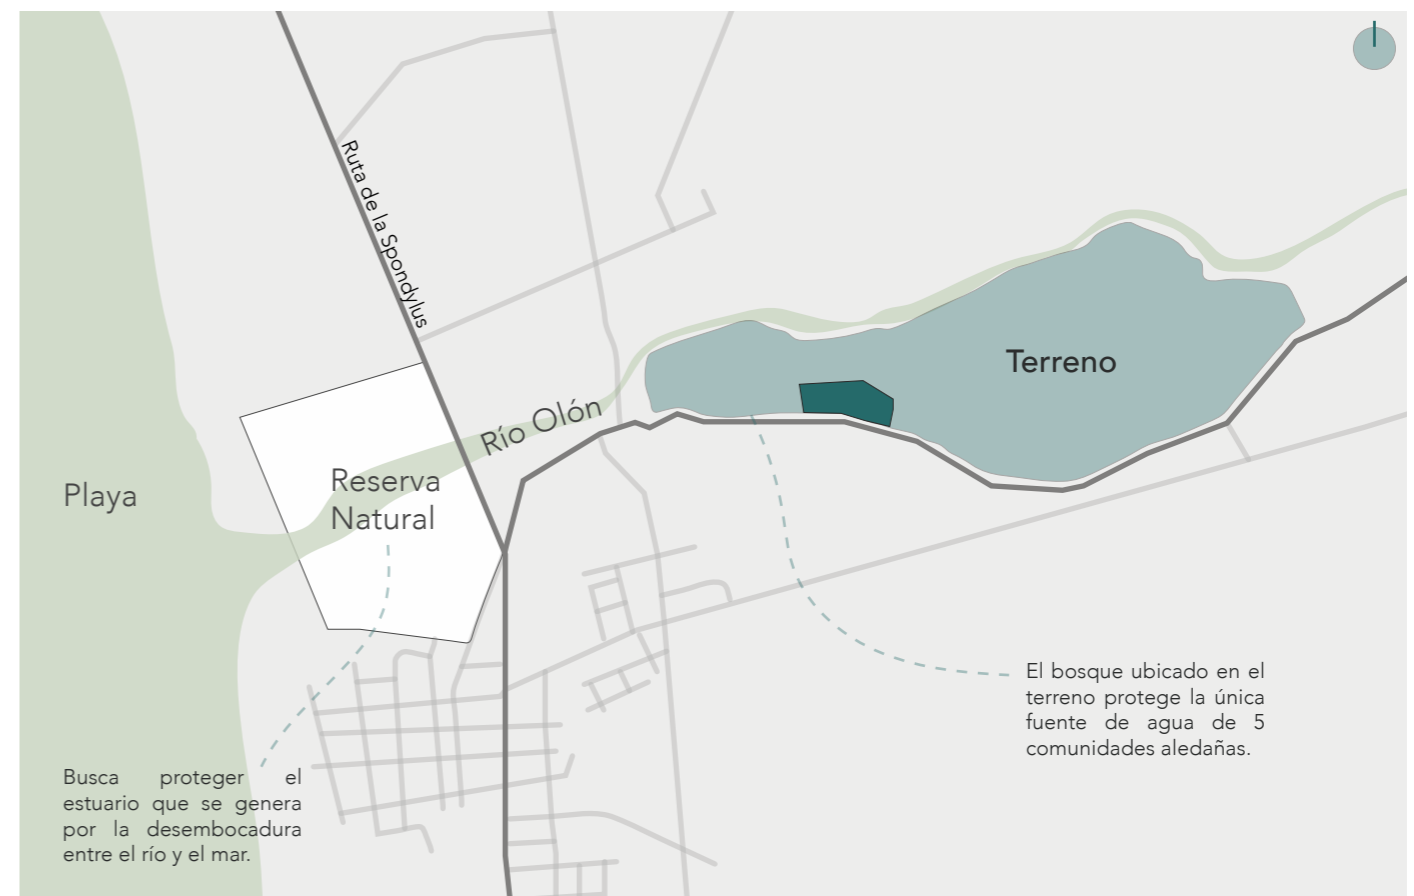 Ruta de la Spondylus
Terreno
Río Olón
Reserva
Natural
Playa
El bosque ubicado en el
terreno protege la única
fuente de agua de 5
comunidades aledañas.
Busca proteger el
estuario que se genera
por la desembocadura
entre el río y el mar.